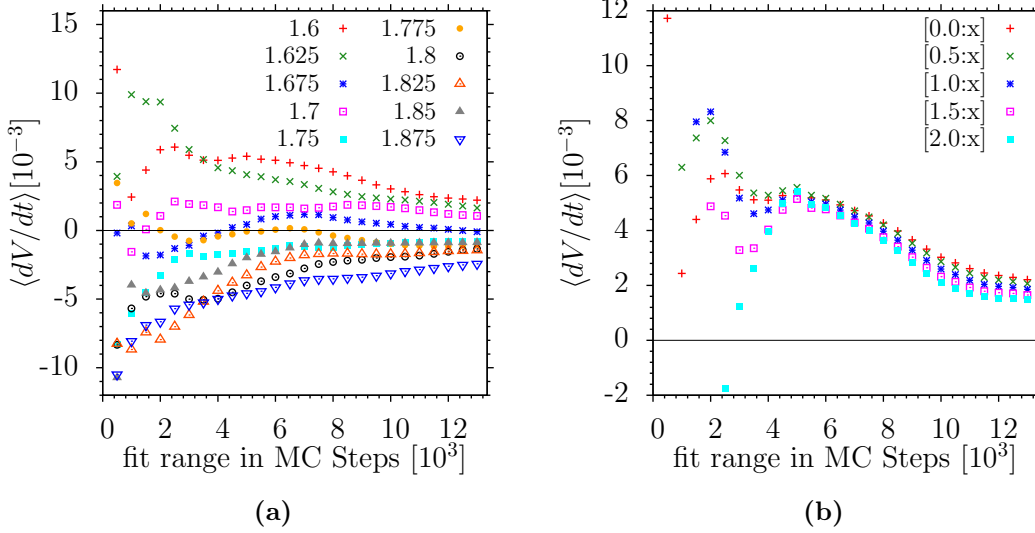 15
10
5
0
-5
-10
⟨dV/dt⟩[10⁻³]
1.6
1.625
1.675
1.7
1.75
1.775
1.8
1.825
1.85
1.875
0 2 4 6 8 10 12
fit range in MC Steps [10³]
(a)
12
10
8
6
4
2
0
-2
⟨dV/dt⟩[10⁻³]
[0.0:x]
[0.5:x]
[1.0:x]
[1.5:x]
[2.0:x]
0 2 4 6 8 10 12
fit range in MC Steps [10³]
(b)